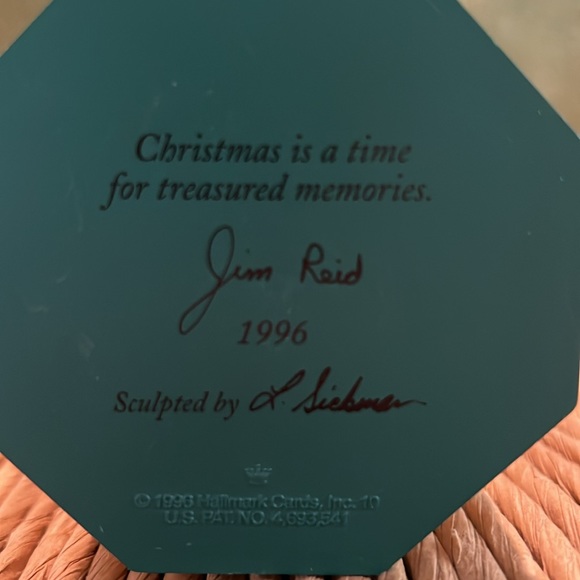 Christmas is a time
for treasured memories.
Jim Reid
1996
Sculpted by L. Sickman
© 1996 Hallmark Cards, Inc. 10
U.S. PAT. NO. 4,693,541